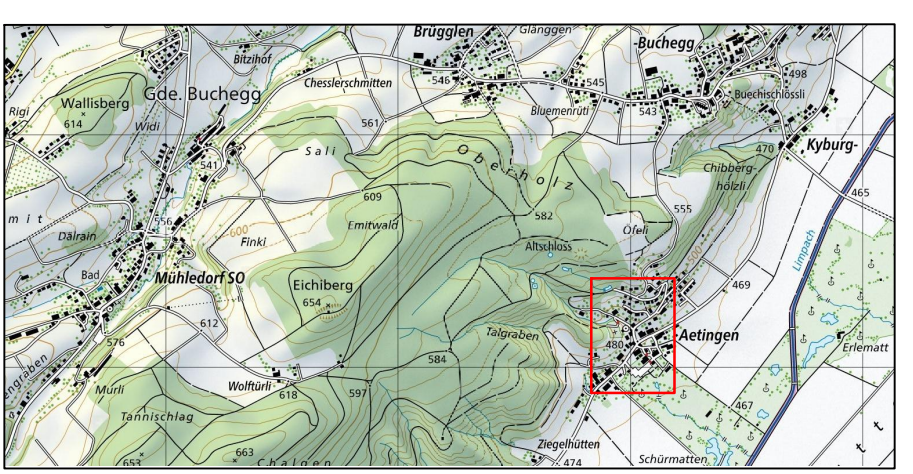 Brügglen
Glänggen
-Buchegg
Bitzihof
Chesslerschmitten
546
545
498
Wallisberg
Gde. Buchegg
Buechischlössli
Rigi
614
Widi
561
Bluemenrüti
543
541
Sali
Oberholz
470
Kyburg-
Chibberg-
hölzli
609
465
mit
556
582
555
600
Finki
Emitwald
Öfeli
Dälrain
Altschloss
Limpach
Bad
500
Mühledorf SO
Eichiberg
469
654
612
Talgraben
480
Aetingen
576
584
Erlematt
engraben
Murli
Wolftürli
618
597
467
Tannischlag
Ziegelhütten
663
653
Chalgen
474
Schürmatten
t t